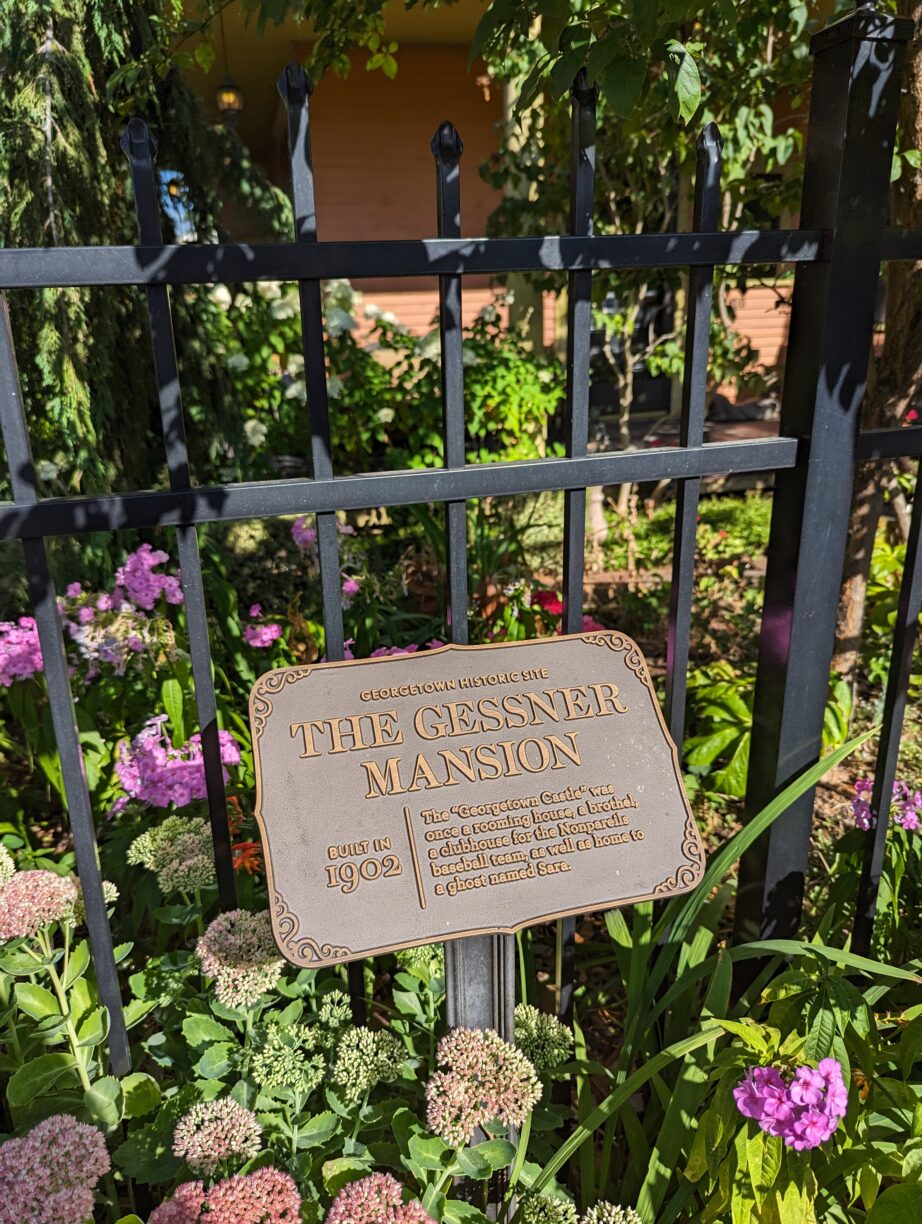 GEORGETOWN HISTORIC SITE
THE GESSNER
MANSION
BUILT IN
1902
The "Georgetown Castle" was
once a rooming house, a brothel,
a clubhouse for the Nonpareils
baseball team, as well as home to
a ghost named Sara.